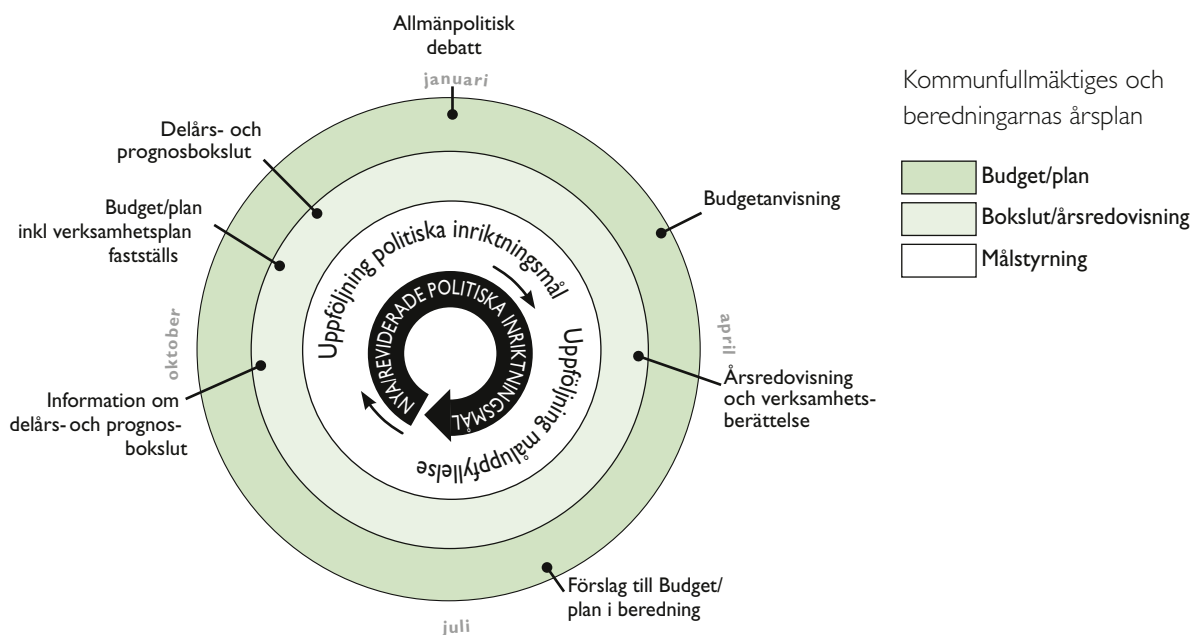 Allmänpolitisk
debatt
januari
Kommunfullmäktiges och
beredningarnas årsplan
Budget/plan
Bokslut/årsredovisning
Målstyrning
Delårs- och
prognosbokslut
Budget/plan
inkl verksamhetsplan
fastställs
Budgetanvisning
oktober
april
Uppföljning politiska inriktningsmål
NYA/REVIDERADE POLITISKA INRIKTNINGSMÅL
Uppföljning måluppfyllelse
Information om
delårs- och prognos-
bokslut
Årsredovisning
och verksamhets-
berättelse
Förslag till Budget/
plan i beredning
juli